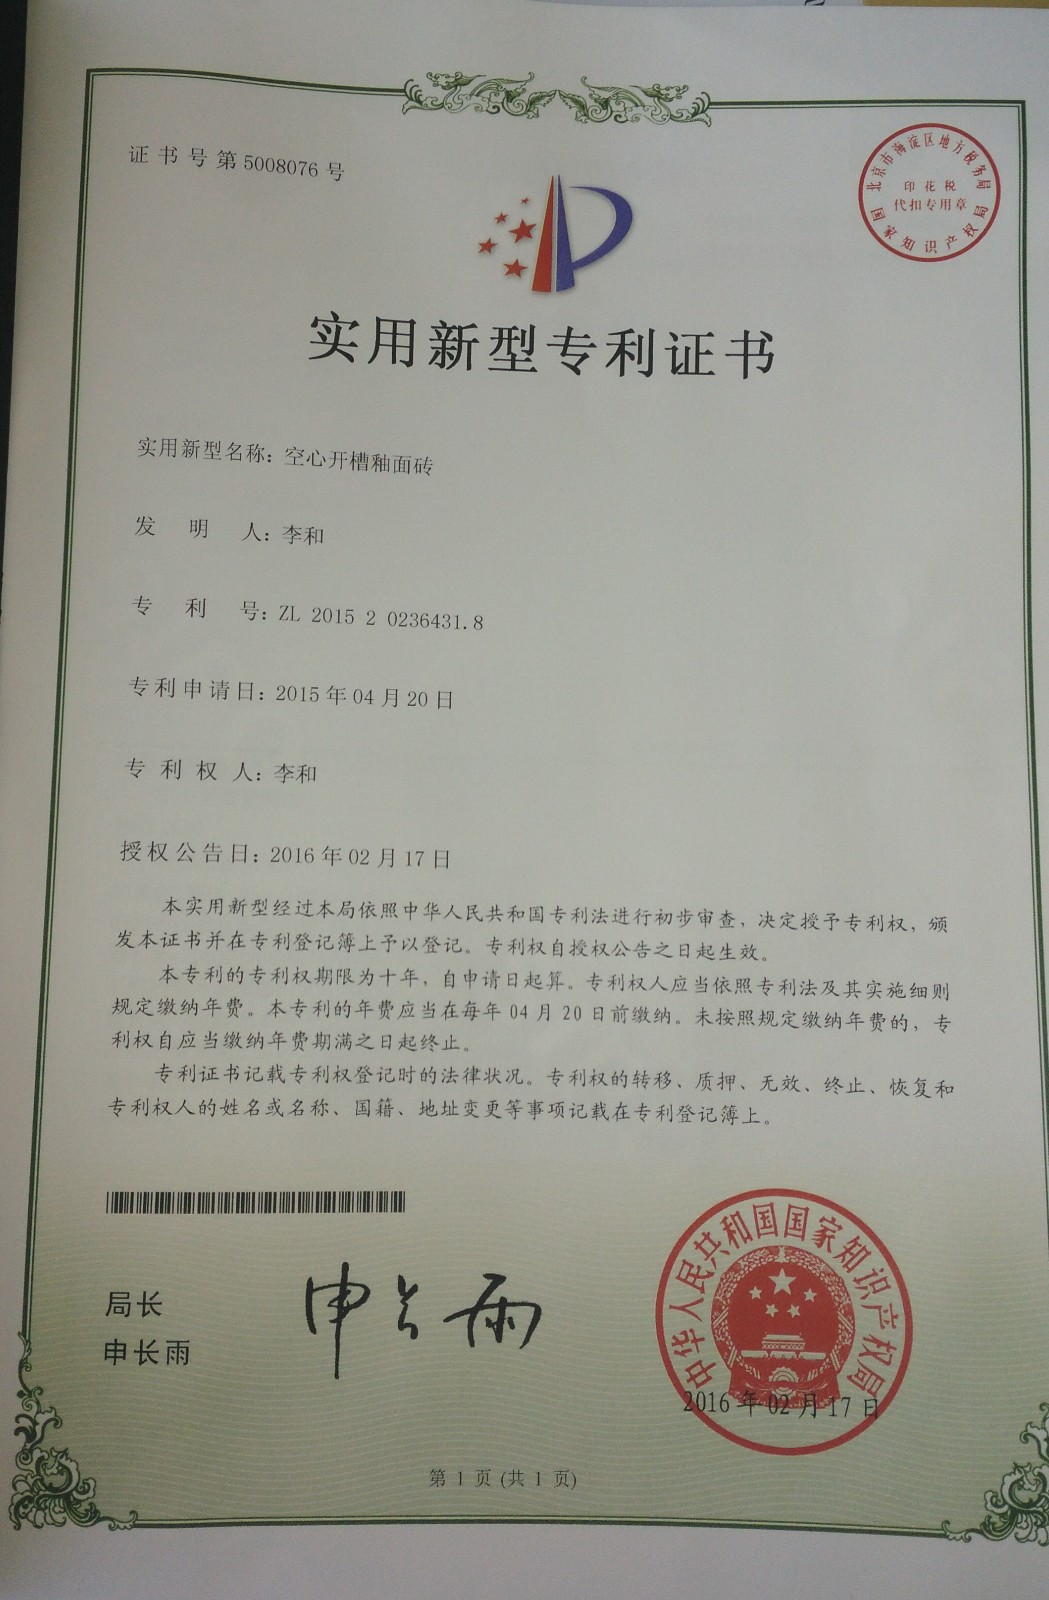 证书号第5008076号
北京市海淀区地方税务局
印花税
代扣专用章
国家知识产权局
实用新型专利证书
实用新型名称：空心开槽釉面砖
发明人：李和
专利号：ZL 2015 2 0236431.8
专利申请日：2015年04月20日
专利权人：李和
授权公告日：2016年02月17日
本实用新型经过本局依照中华人民共和国专利法进行初步审查，决定授予专利权，颁
发本证书并在专利登记簿上予以登记。专利权自授权公告之日起生效。
本专利的专利权期限为十年，自申请日起算。专利权人应当依照专利法及其实施细则
规定缴纳年费。本专利的年费应当在每年04月20日前缴纳。未按照规定缴纳年费的，专
利权自应当缴纳年费期满之日起终止。
专利证书记载专利权登记时的法律状况。专利权的转移、质押、无效、终止、恢复和
专利权人的姓名或名称、国籍、地址变更等事项记载在专利登记簿上。
局长
申长雨
申长雨
中华人民共和国国家知识产权局
2016年02月17日
第1页(共1页)